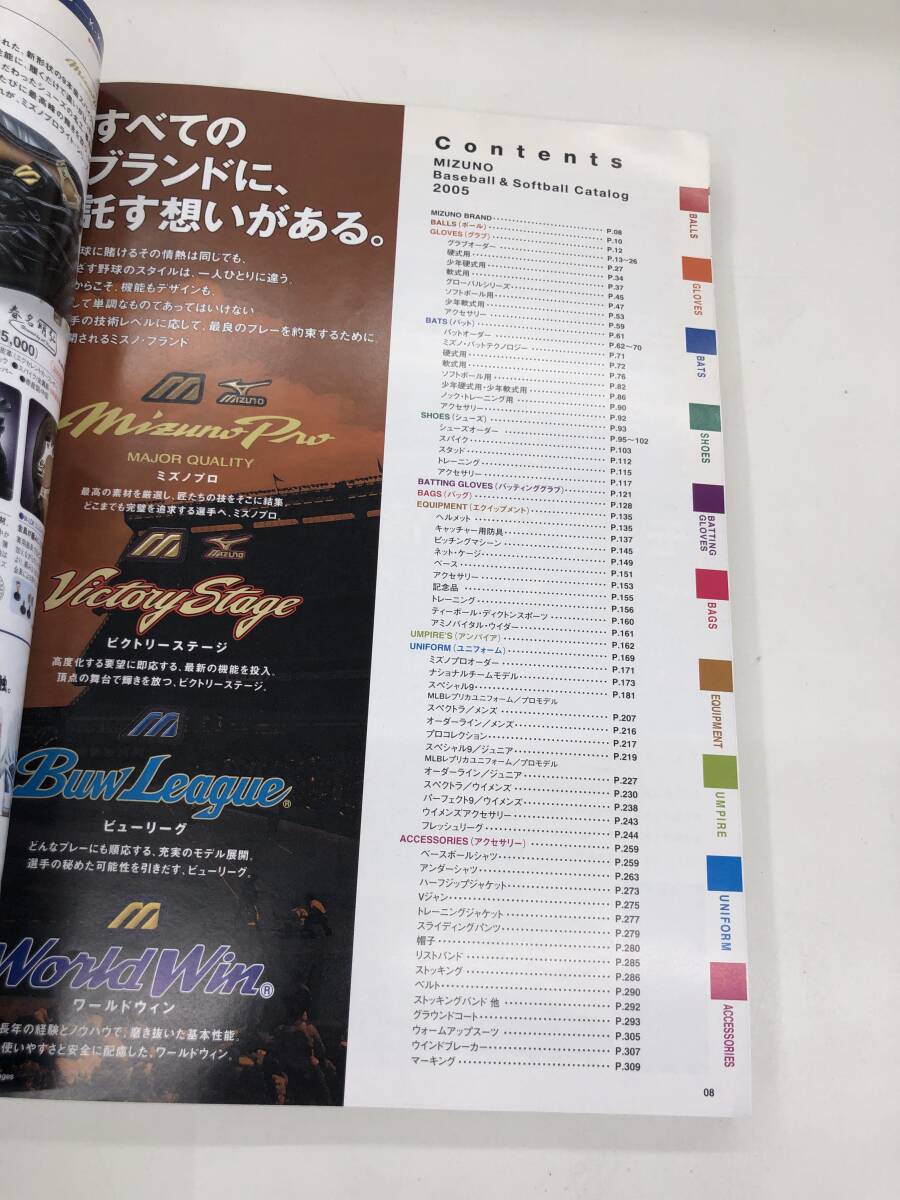 すべての
ブランドに、
託す想いがある。
球に賭けるその情熱は同じでも、
さす野球のスタイルは、一人ひとりに違う
からこそ、機能もデザインも、
して単調なものであってはいけない
手の技術レベルに応じて、最良のプレーを約束するために
開されるミズノ・ブランド
MIZUNO
Mizuno Pro
MAJOR QUALITY
ミズノプロ
最高の素材を厳選し、匠たちの技をそこに結集。
どこまでも完璧を追求する選手へ、ミズノプロ。
MIZUNO
Victory Stage
ビクトリーステージ
高度化する要望に即応する、最新の機能を投入。
頂点の舞台で輝きを放つ、ビクトリーステージ。
Buw League®
ビューリーグ
どんなプレーにも順応する、充実のモデル展開。
選手の秘めた可能性を引きだす、ビューリーグ。
World Win®
ワールドウィン
長年の経験とノウハウで、磨き抜いた基本性能。
使いやすさと安全に配慮した、ワールドウィン。
Contents
MIZUNO
Baseball & Softball Catalog
2005
MIZUNO BRAND P.08
BALLS（ボール） P.10
GLOVES（グラブ） P.12
グラブオーダー P.13~26
硬式用 P.27
少年硬式用 P.34
軟式用 P.37
グローバルシリーズ P.45
ソフトボール用 P.47
少年軟式用 P.53
アクセサリー P.59
BATS（バット） P.61
バットオーダー P.62~70
ミズノ・バットテクノロジー P.71
硬式用 P.72
軟式用 P.76
ソフトボール用 P.82
少年硬式用・少年軟式用 P.86
ノック・トレーニング用 P.90
アクセサリー P.92
SHOES（シューズ） P.93
シューズオーダー P.95~102
スパイク P.103
スタッド P.112
トレーニング P.115
アクセサリー P.117
BATTING GLOVES（バッティンググラブ） P.121
BAGS（バッグ） P.128
EQUIPMENT（エクイップメント） P.135
ヘルメット P.135
キャッチャー用防具 P.137
ピッチングマシーン P.145
ネット・ケージ P.149
ベース P.151
アクセサリー P.153
記念品 P.155
トレーニング P.156
ティーボール・ディクトンスポーツ P.160
アミノバイタル・ウイダー P.161
UMPIRE'S（アンパイア） P.162
UNIFORM（ユニフォーム） P.169
ミズノプロオーダー P.171
ナショナルチームモデル P.173
スペシャル9 P.181
MLBレプリカユニフォーム／プロモデル
スペクトラ／メンズ P.207
オーダーライン／メンズ P.216
プロコレクション P.217
スペシャル9／ジュニア P.219
MLBレプリカユニフォーム／プロモデル
オーダーライン／ジュニア P.227
スペクトラ／ウイメンズ P.230
パーフェクト9／ウイメンズ P.238
ウイメンズアクセサリー P.243
フレッシュリーグ P.244
ACCESSORIES（アクセサリー） P.259
ベースボールシャツ P.259
アンダーシャツ P.263
ハーフジップジャケット P.273
Vジャン P.275
トレーニングジャケット P.277
スライディングパンツ P.279
帽子 P.280
リストバンド P.285
ストッキング P.286
ベルト P.290
ストッキングバンド 他 P.292
グラウンドコート P.293
ウォームアップスーツ P.305
ウインドブレーカー P.307
マーキング P.309
BALLS
GLOVES
BATS
SHOES
BATTING
GLOVES
BAGS
EQUIPMENT
UMPIRE
UNIFORM
ACCESSORIES
08